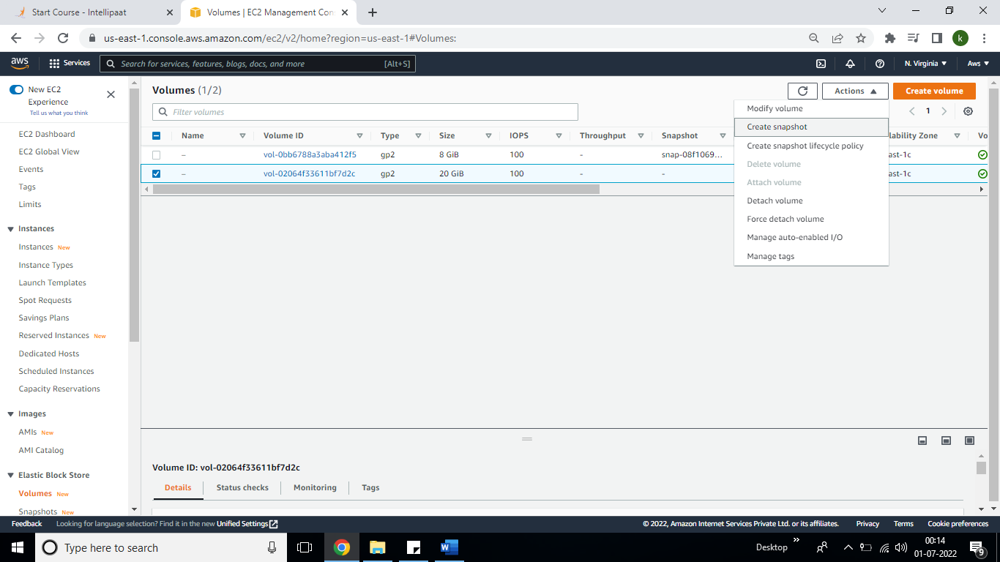 Start Course - Intellipaat
Volumes | EC2 Management Con
us-east-1.console.aws.amazon.com/ec2/v2/home?region=us-east-1#Volumes:
k
aws
Services
Search for services, features, blogs, docs, and more
[Alt+S]
N. Virginia
Aws
New EC2
Experience
Tell us what you think
EC2 Dashboard
EC2 Global View
Events
Tags
Limits
Instances
Instances New
Instance Types
Launch Templates
Spot Requests
Savings Plans
Reserved Instances New
Dedicated Hosts
Scheduled Instances
Capacity Reservations
Images
AMIs New
AMI Catalog
Elastic Block Store
Volumes New
Snapshots New
Volumes (1/2)
Actions
Create volume
Filter volumes
1
Name Volume ID Type Size IOPS Throughput Snapshot lability Zone Vo
– vol-0bb6788a3aba412f5 gp2 8 GiB 100 - snap-08f1069... ast-1c
– vol-02064f33611bf7d2c gp2 20 GiB 100 - - ast-1c
Modify volume
Create snapshot
Create snapshot lifecycle policy
Delete volume
Attach volume
Detach volume
Force detach volume
Manage auto-enabled I/O
Manage tags
Volume ID: vol-02064f33611bf7d2c
Details Status checks Monitoring Tags
Feedback Looking for language selection? Find it in the new Unified Settings © 2022, Amazon Internet Services Private Ltd. or its affiliates. Privacy Terms Cookie preferences
Type here to search
Desktop
00:14
01-07-2022
9